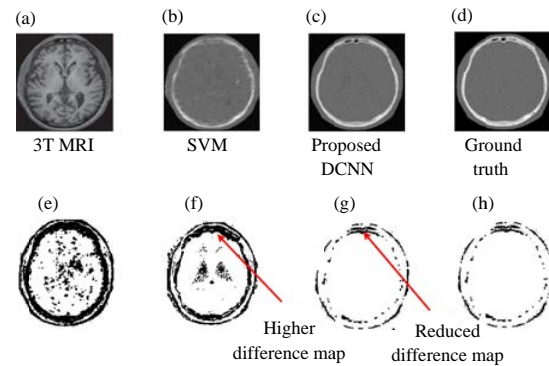 (a) (b) (c) (d)
3T MRI SVM Proposed Ground
DCNN truth
(e) (f) (g) (h)
Higher Reduced
difference map difference map